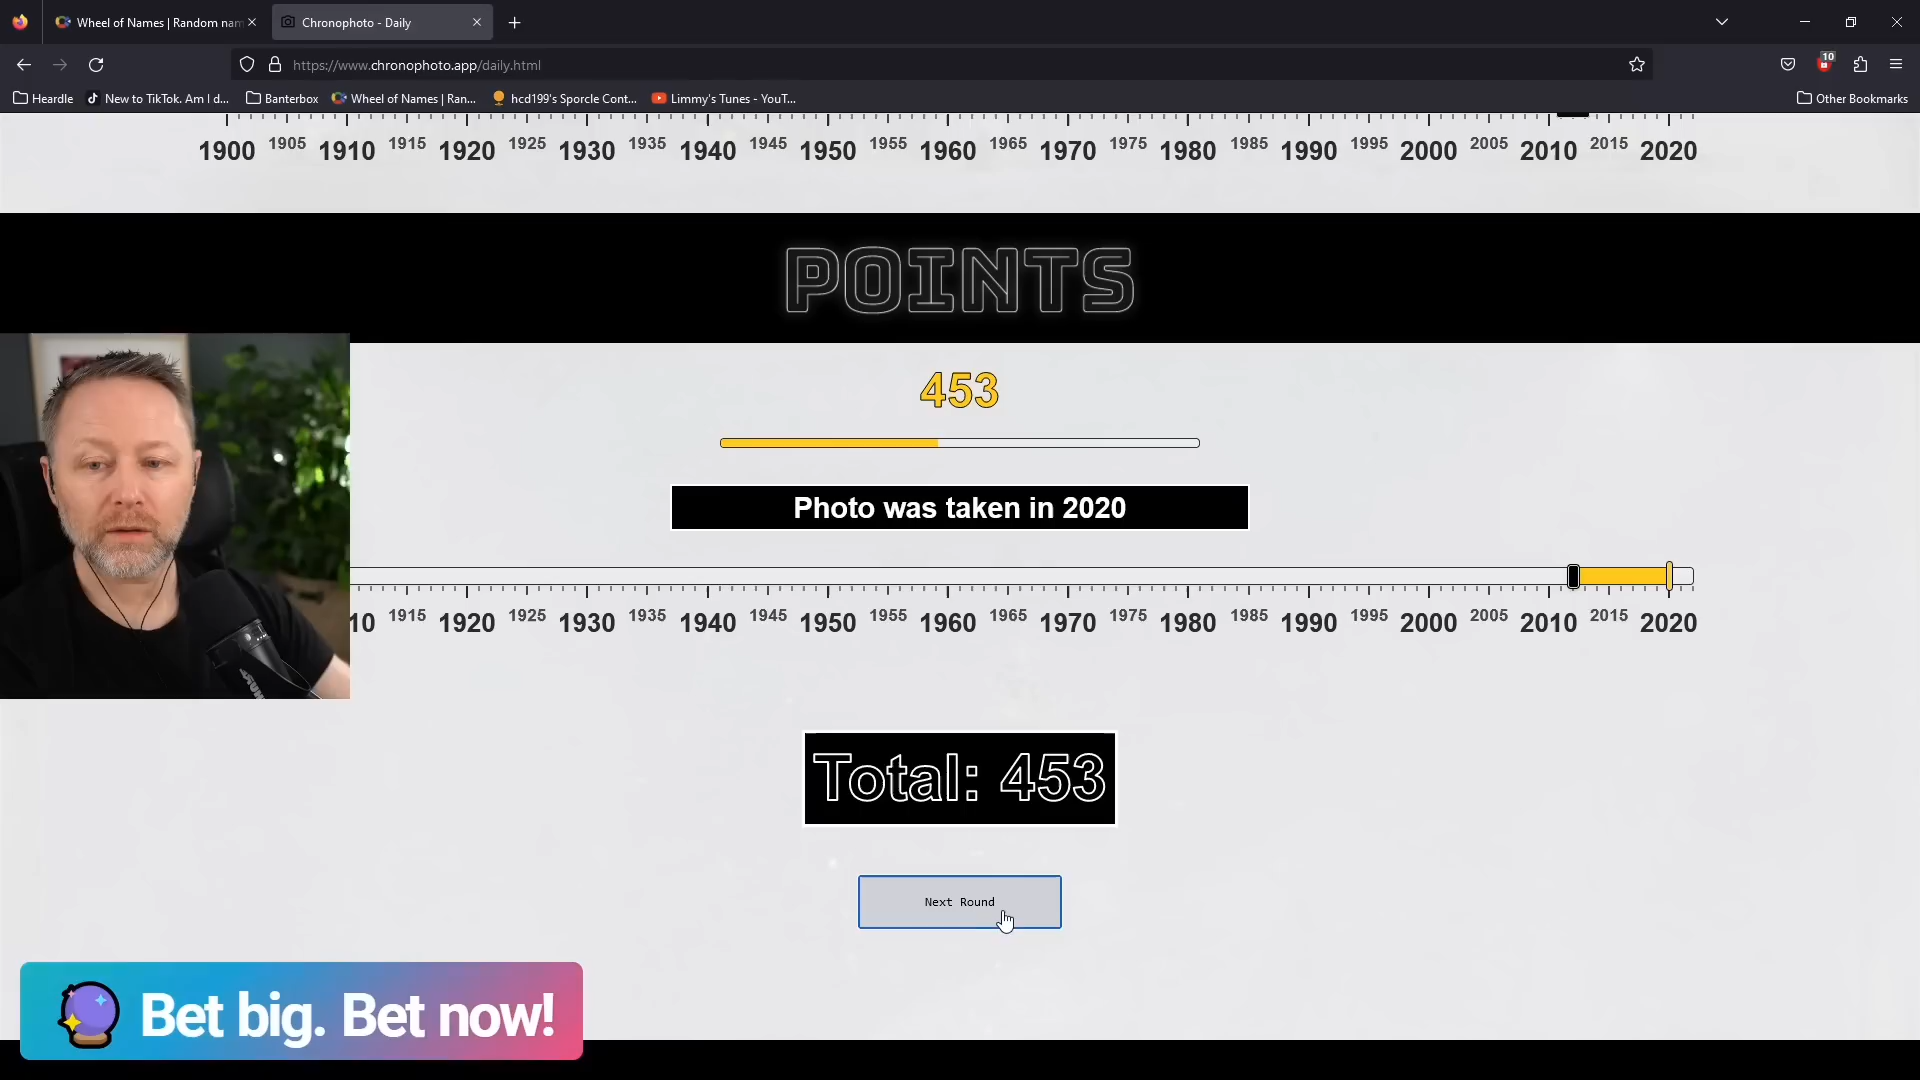 Wheel of Names | Random nam
Chronophoto - Daily
https://www.chronophoto.app/daily.html
10
Heardle
New to TikTok. Am I d...
Banterbox
Wheel of Names | Ran...
hcd199's Sporcle Cont...
Limmy's Tunes - YouT...
Other Bookmarks
1900 1905 1910 1915 1920 1925 1930 1935 1940 1945 1950 1955 1960 1965 1970 1975 1980 1985 1990 1995 2000 2005 2010 2015 2020
POINTS
453
Photo was taken in 2020
10 1915 1920 1925 1930 1935 1940 1945 1950 1955 1960 1965 1970 1975 1980 1985 1990 1995 2000 2005 2010 2015 2020
Total: 453
Next Round
Bet big. Bet now!